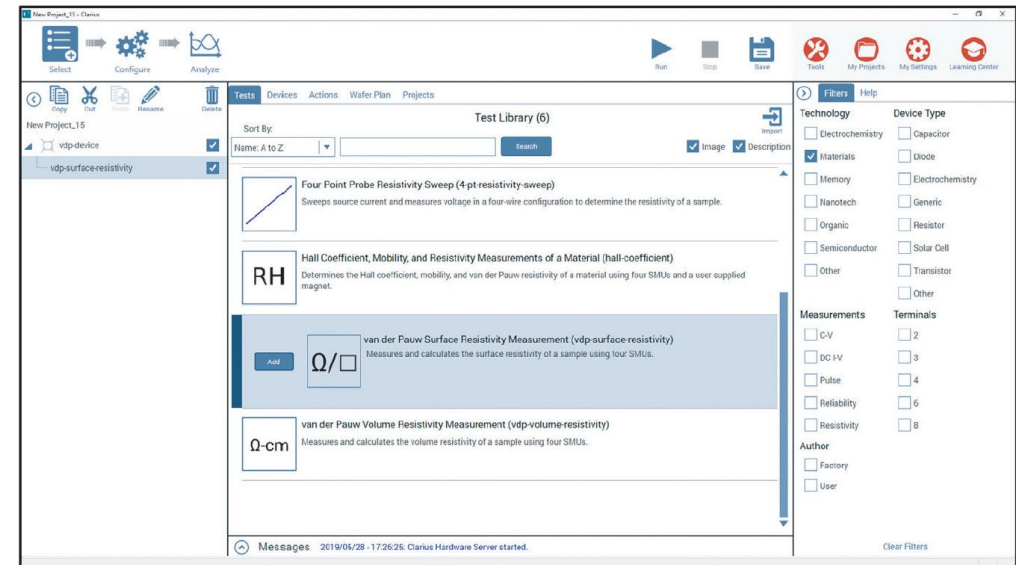 New Project_15 - Clarius
Select
Configure
Analyze
Run
Stop
Save
Tools
My Projects
My Settings
Learning Center
Copy
Cut
Paste
Rename
Delete
New Project_15
vdp-device
vdp-surface-resistivity
Tests Devices Actions Wafer Plan Projects
Test Library (6)
Import
Sort By:
Name: A to Z
Search
Image
Description
Four Point Probe Resistivity Sweep (4-pt-resistivity-sweep)
Sweeps source current and measures voltage in a four-wire configuration to determine the resistivity of a sample.
RH
Hall Coefficient, Mobility, and Resistivity Measurements of a Material (hall-coefficient)
Determines the Hall coefficient, mobility, and van der Pauw resistivity of a material using four SMUs and a user supplied
magnet.
Add
Ω/□
van der Pauw Surface Resistivity Measurement (vdp-surface-resistivity)
Measures and calculates the surface resistivity of a sample using four SMUs.
Ω-cm
van der Pauw Volume Resistivity Measurement (vdp-volume-resistivity)
Measures and calculates the volume resistivity of a sample using four SMUs.
Messages 2019/06/28 - 17:26:26: Clarius Hardware Server started.
Filters Help
Technology
Electrochemistry
Materials
Memory
Nanotech
Organic
Semiconductor
Other
Device Type
Capacitor
Diode
Electrochemistry
Generic
Resistor
Solar Cell
Transistor
Other
Measurements
C-V
DC I-V
Pulse
Reliability
Resistivity
Terminals
2
3
4
6
8
Author
Factory
User
Clear Filters